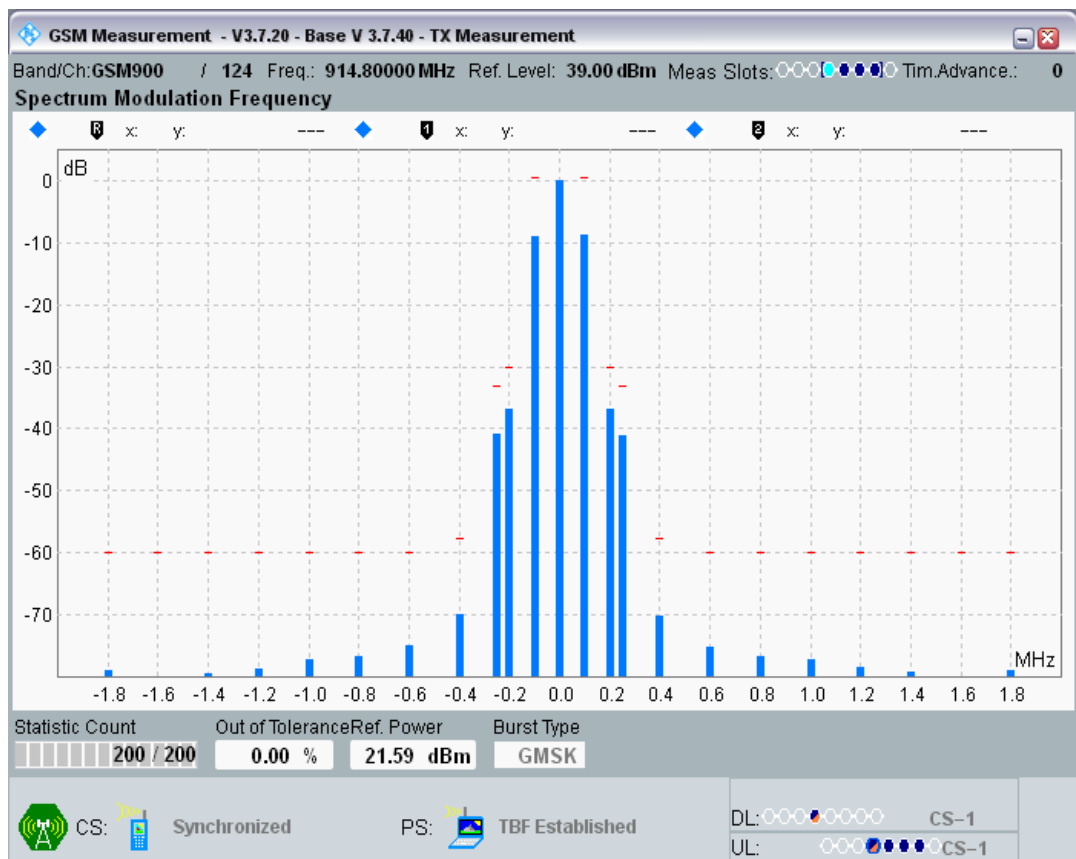 GSM Measurement - V3.7.20 - Base V 3.7.40 - TX Measurement
Band/Ch:GSM900 / 124 Freq.: 914.80000 MHz Ref. Level: 39.00 dBm Meas Slots: Tim.Advance.: 0
Spectrum Modulation Frequency
R x: y: --- 1 x: y: --- 2 x: y: ---
dB
0
-10
-20
-30
-40
-50
-60
-70
MHz
-1.8 -1.6 -1.4 -1.2 -1.0 -0.8 -0.6 -0.4 -0.2 0.0 0.2 0.4 0.6 0.8 1.0 1.2 1.4 1.6 1.8
Statistic Count Out of Tolerance Ref. Power Burst Type
200 / 200 0.00 % 21.59 dBm GMSK
CS: Synchronized PS: TBF Established
DL: CS-1
UL: CS-1